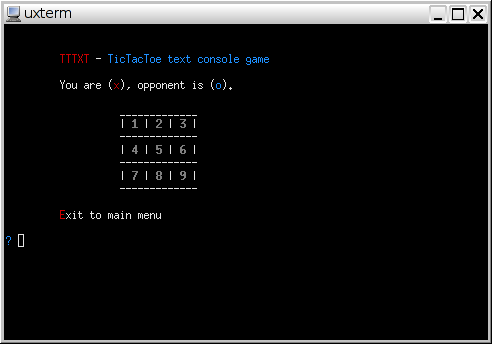 uxterm
TTTXT - TicTacToe text console game
You are (x), opponent is (o).
-------------
| 1 | 2 | 3 |
-------------
| 4 | 5 | 6 |
-------------
| 7 | 8 | 9 |
-------------
Exit to main menu
?